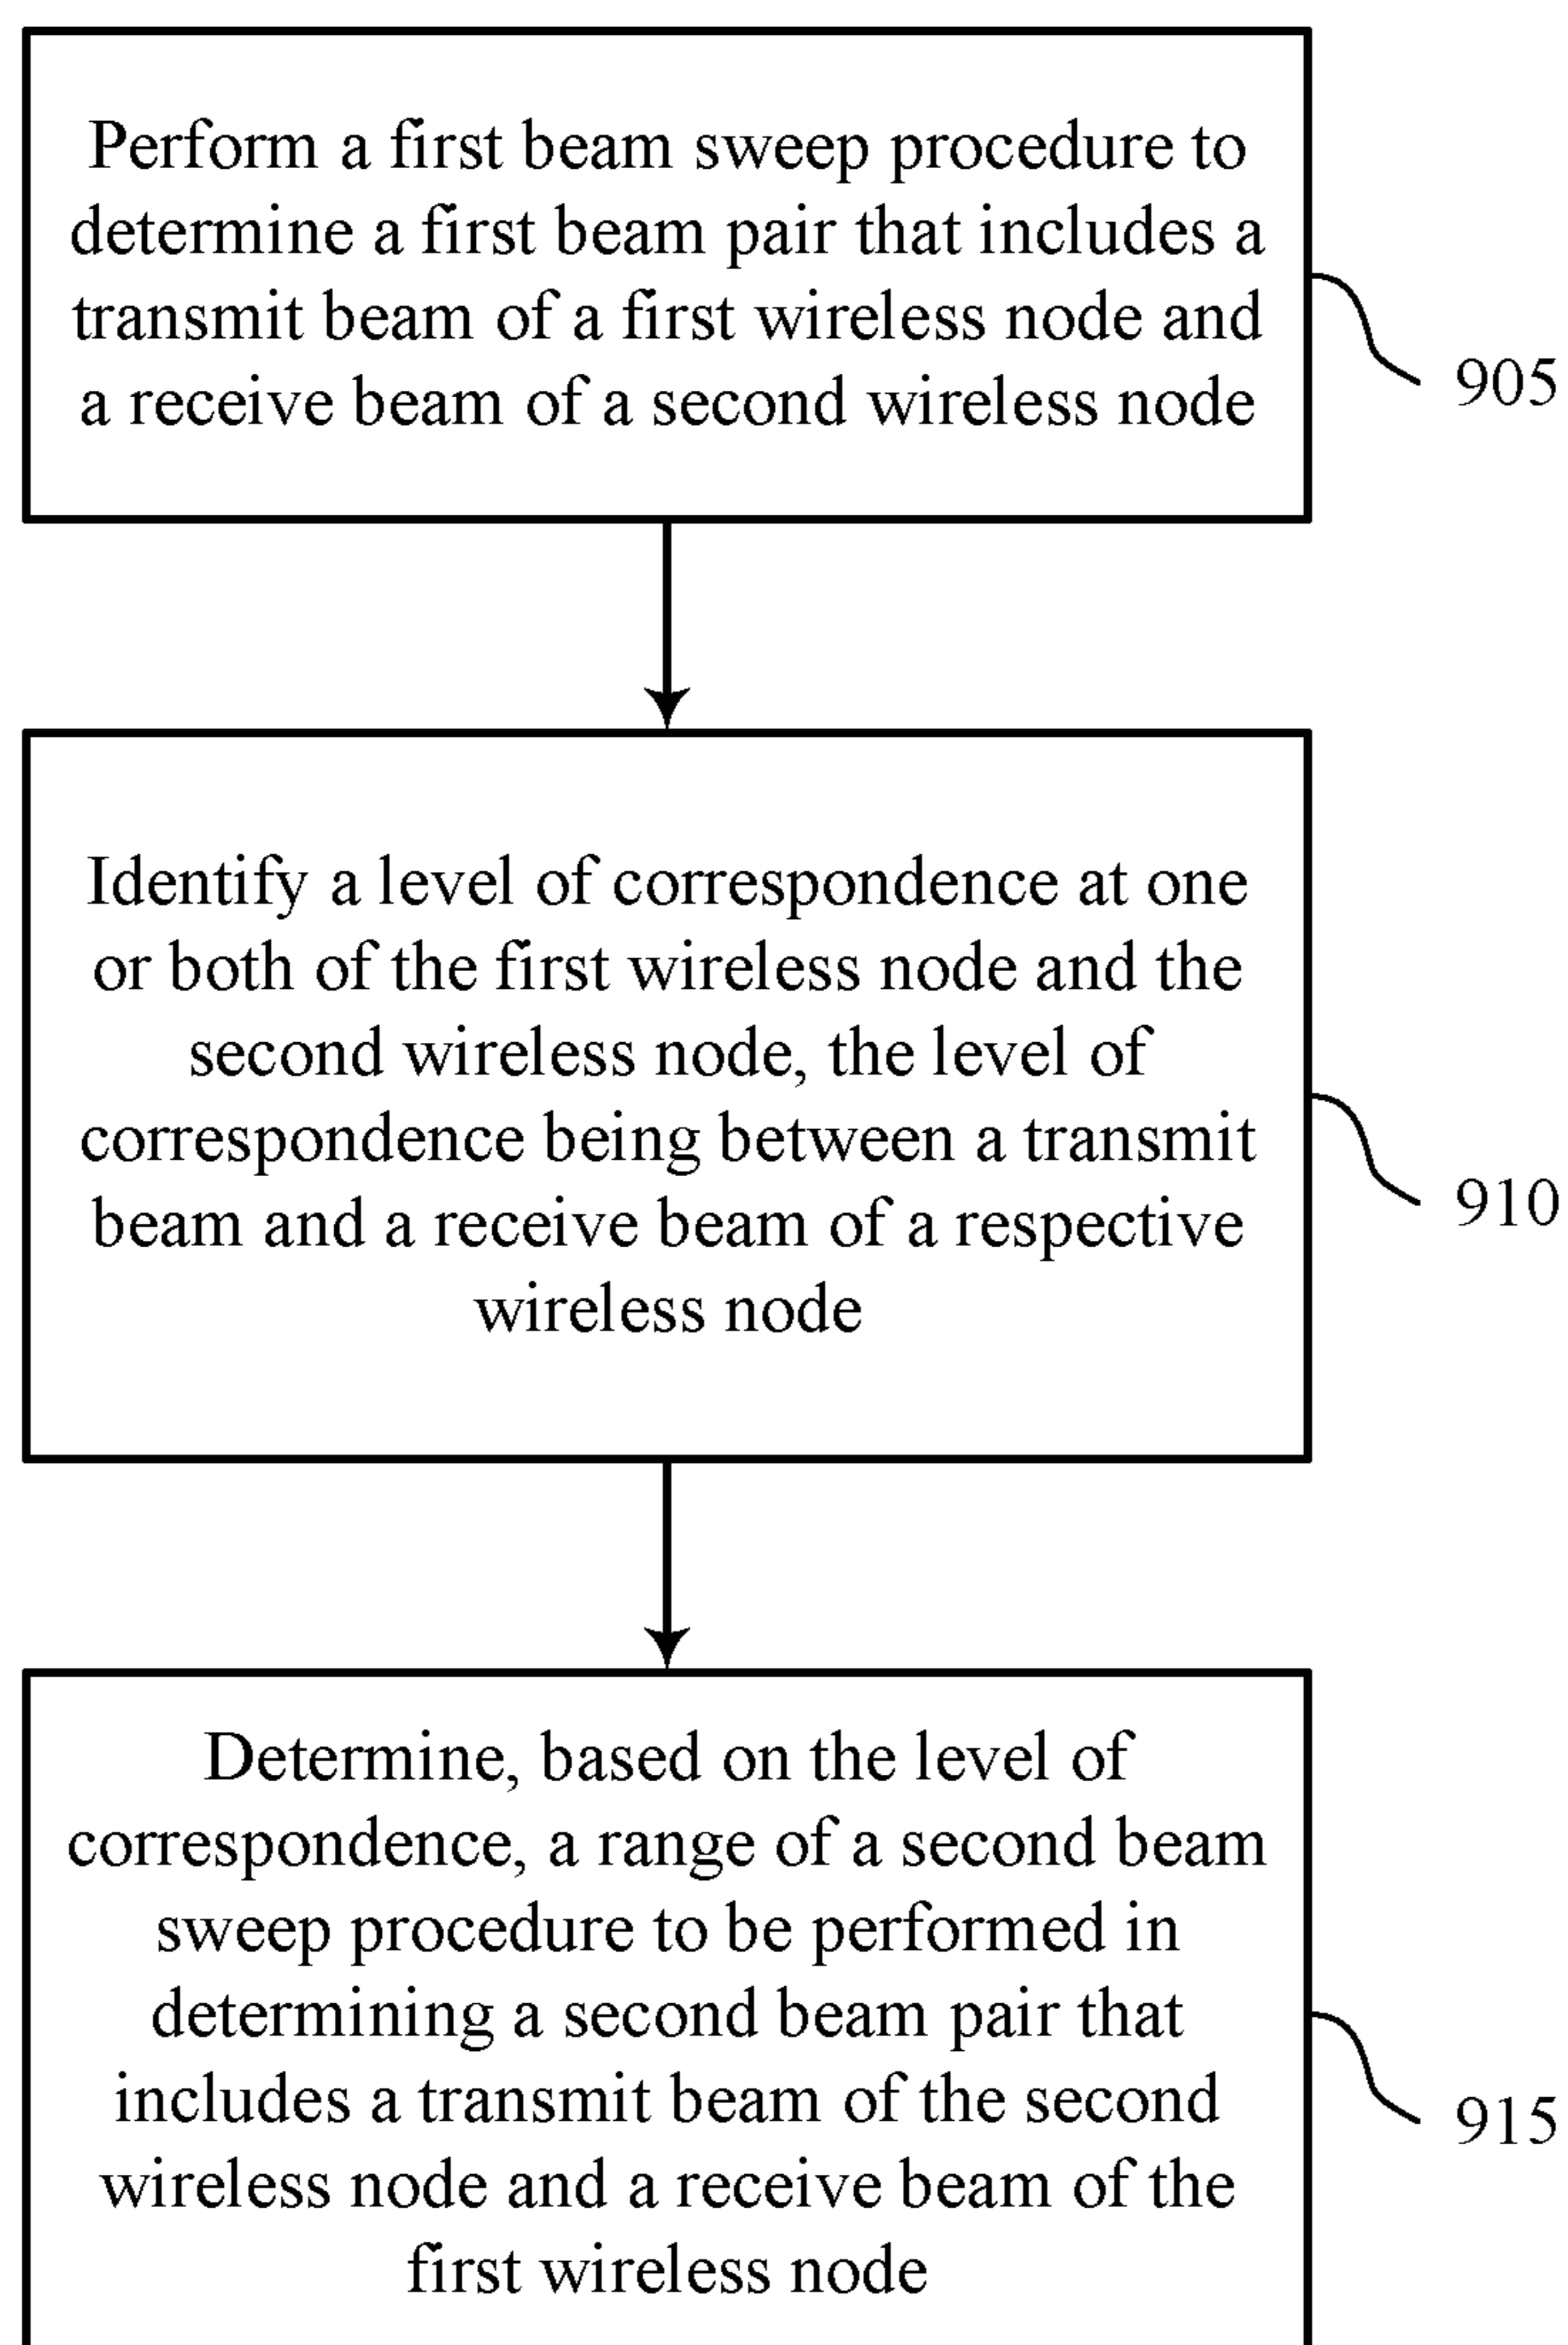 Perform a first beam sweep procedure to
determine a first beam pair that includes a
transmit beam of a first wireless node and
a receive beam of a second wireless node
905
Identify a level of correspondence at one
or both of the first wireless node and the
second wireless node, the level of
correspondence being between a transmit
beam and a receive beam of a respective
wireless node
910
Determine, based on the level of
correspondence, a range of a second beam
sweep procedure to be performed in
determining a second beam pair that
includes a transmit beam of the second
wireless node and a receive beam of the
first wireless node
915